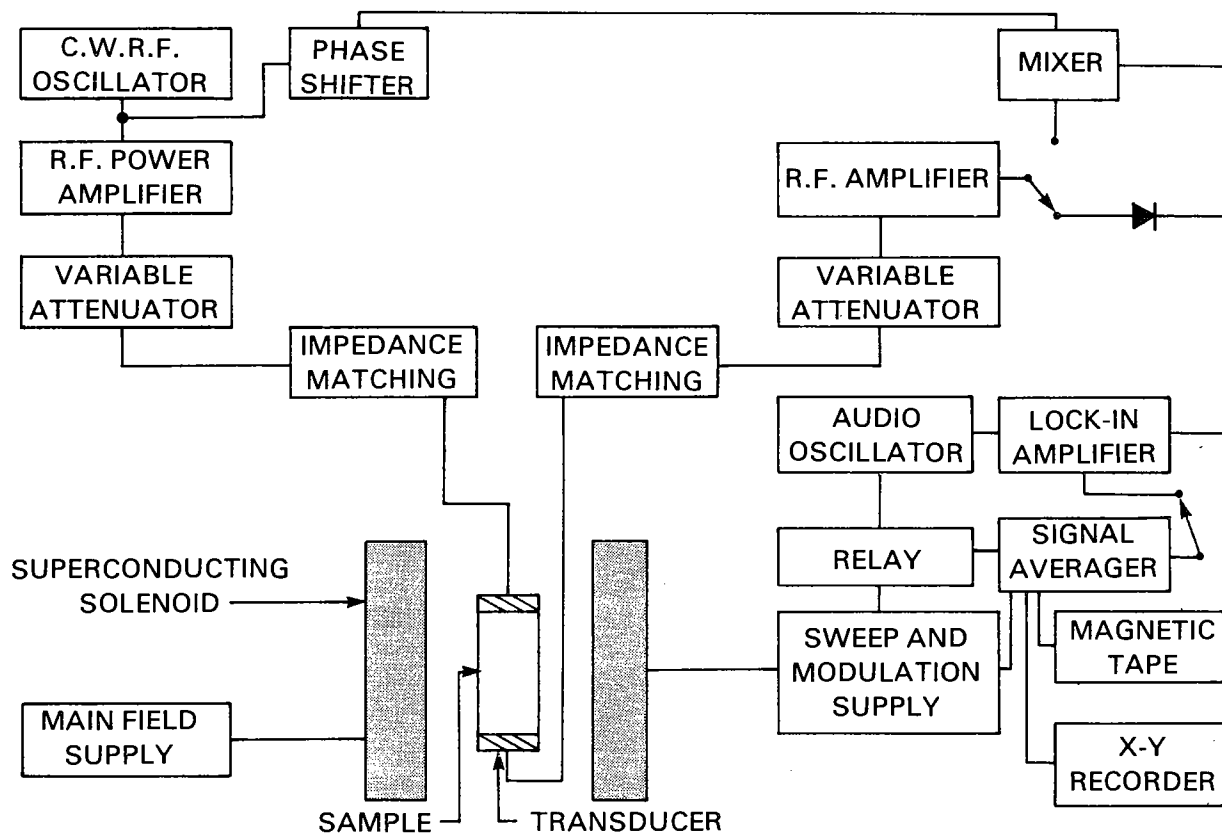 C.W.R.F.
OSCILLATOR
PHASE
SHIFTER
MIXER
R.F. POWER
AMPLIFIER
R.F. AMPLIFIER
VARIABLE
ATTENUATOR
VARIABLE
ATTENUATOR
IMPEDANCE
MATCHING
IMPEDANCE
MATCHING
AUDIO
OSCILLATOR
LOCK-IN
AMPLIFIER
SUPERCONDUCTING
SOLENOID
RELAY
SIGNAL
AVERAGER
SWEEP AND
MODULATION
SUPPLY
MAGNETIC
TAPE
MAIN FIELD
SUPPLY
X-Y
RECORDER
SAMPLE
TRANSDUCER